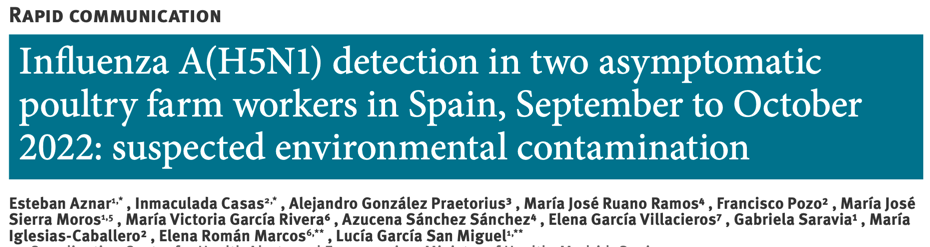 RAPID COMMUNICATION
Influenza A(H5N1) detection in two asymptomatic
poultry farm workers in Spain, September to October
2022: suspected environmental contamination
Esteban Aznar¹,* , Inmaculada Casas²,* , Alejandro González Praetorius³ , María José Ruano Ramos⁴ , Francisco Pozo² , María José
Sierra Moros¹,⁵ , María Victoria García Rivera⁶ , Azucena Sánchez Sánchez⁴ , Elena García Villacieros⁷ , Gabriela Saravia¹ , María
Iglesias-Caballero² , Elena Román Marcos⁶,** , Lucía García San Miguel¹,**